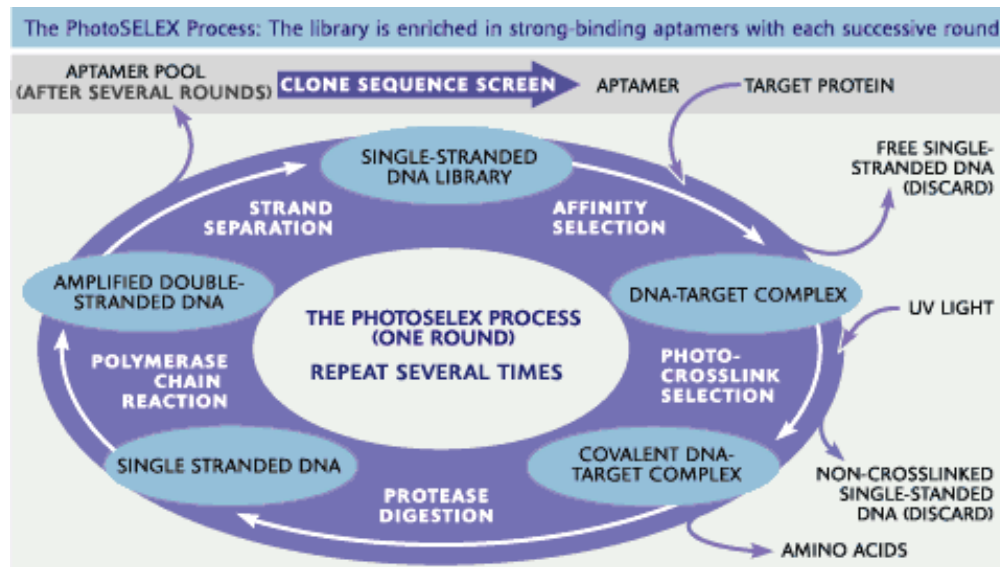 The PhotoSELEX Process: The library is enriched in strong-binding aptamers with each successive round
APTAMER POOL
(AFTER SEVERAL ROUNDS)
CLONE SEQUENCE SCREEN
APTAMER
TARGET PROTEIN
SINGLE-STRANDED
DNA LIBRARY
FREE SINGLE-
STRANDED DNA
(DISCARD)
STRAND
SEPARATION
AFFINITY
SELECTION
AMPLIFIED DOUBLE-
STRANDED DNA
DNA-TARGET COMPLEX
UV LIGHT
THE PHOTOSELEX PROCESS
(ONE ROUND)
REPEAT SEVERAL TIMES
POLYMERASE
CHAIN
REACTION
PHOTO-
CROSSLINK
SELECTION
SINGLE STRANDED DNA
COVALENT DNA-
TARGET COMPLEX
NON-CROSSLINKED
SINGLE-STANDED
DNA (DISCARD)
PROTEASE
DIGESTION
AMINO ACIDS